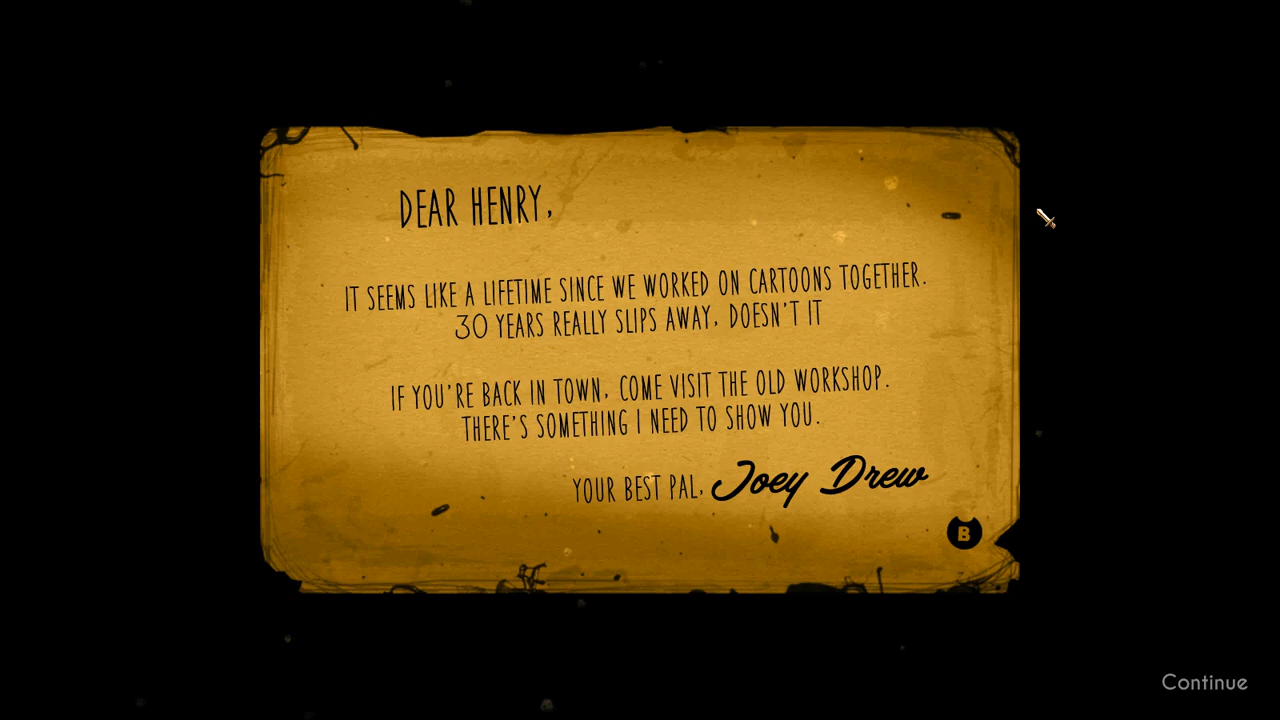 DEAR HENRY,
IT SEEMS LIKE A LIFETIME SINCE WE WORKED ON CARTOONS TOGETHER.
30 YEARS REALLY SLIPS AWAY, DOESN'T IT
IF YOU'RE BACK IN TOWN, COME VISIT THE OLD WORKSHOP.
THERE'S SOMETHING I NEED TO SHOW YOU.
YOUR BEST PAL, Joey Drew
B
Continue